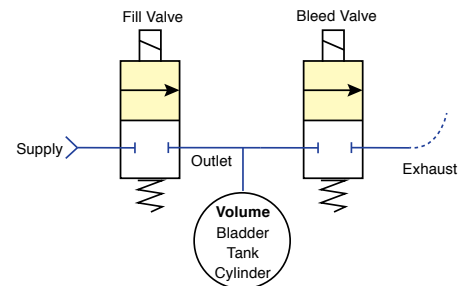 Fill Valve
Bleed Valve
Supply
Outlet
Exhaust
Volume
Bladder
Tank
Cylinder